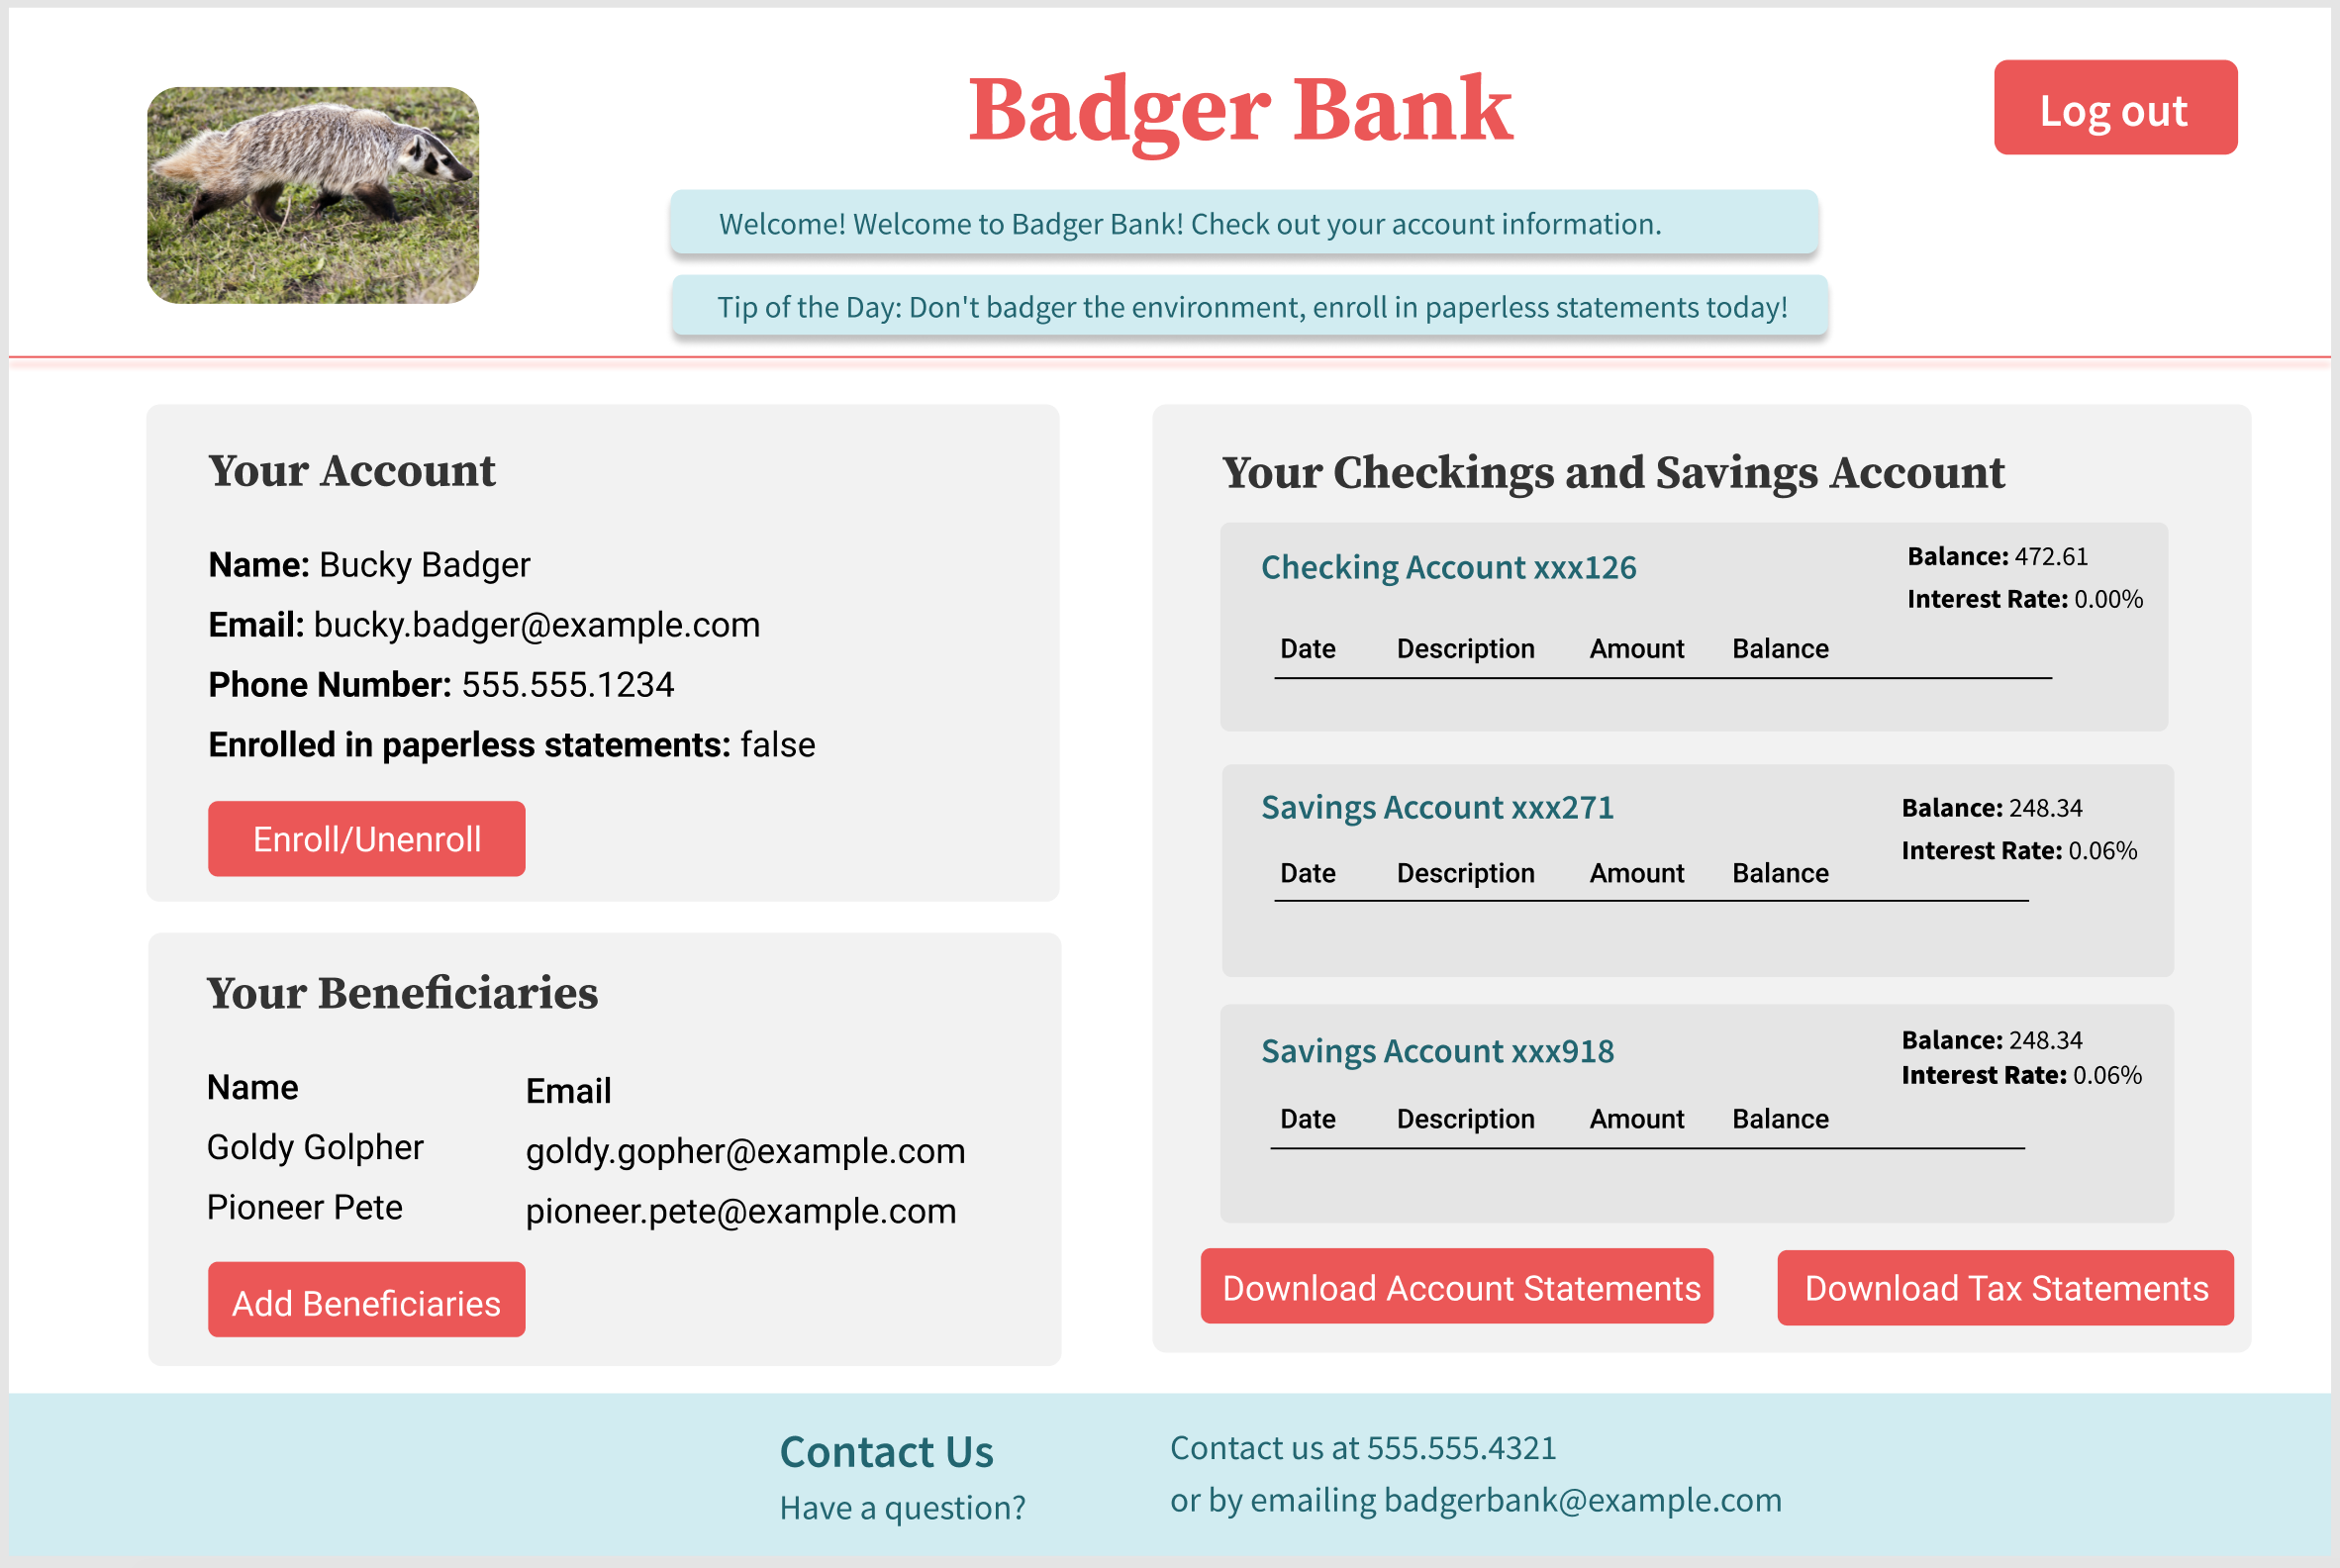 Badger Bank
Log out
Welcome! Welcome to Badger Bank! Check out your account information.
Tip of the Day: Don't badger the environment, enroll in paperless statements today!
Your Account
Name: Bucky Badger
Email: bucky.badger@example.com
Phone Number: 555.555.1234
Enrolled in paperless statements: false
Enroll/Unenroll
Your Beneficiaries
Name Email
Goldy Golpher goldy.gopher@example.com
Pioneer Pete pioneer.pete@example.com
Add Beneficiaries
Your Checkings and Savings Account
Checking Account xxx126
Balance: 472.61
Interest Rate: 0.00%
Date Description Amount Balance
Savings Account xxx271
Balance: 248.34
Interest Rate: 0.06%
Date Description Amount Balance
Savings Account xxx918
Balance: 248.34
Interest Rate: 0.06%
Date Description Amount Balance
Download Account Statements
Download Tax Statements
Contact Us
Have a question?
Contact us at 555.555.4321
or by emailing badgerbank@example.com